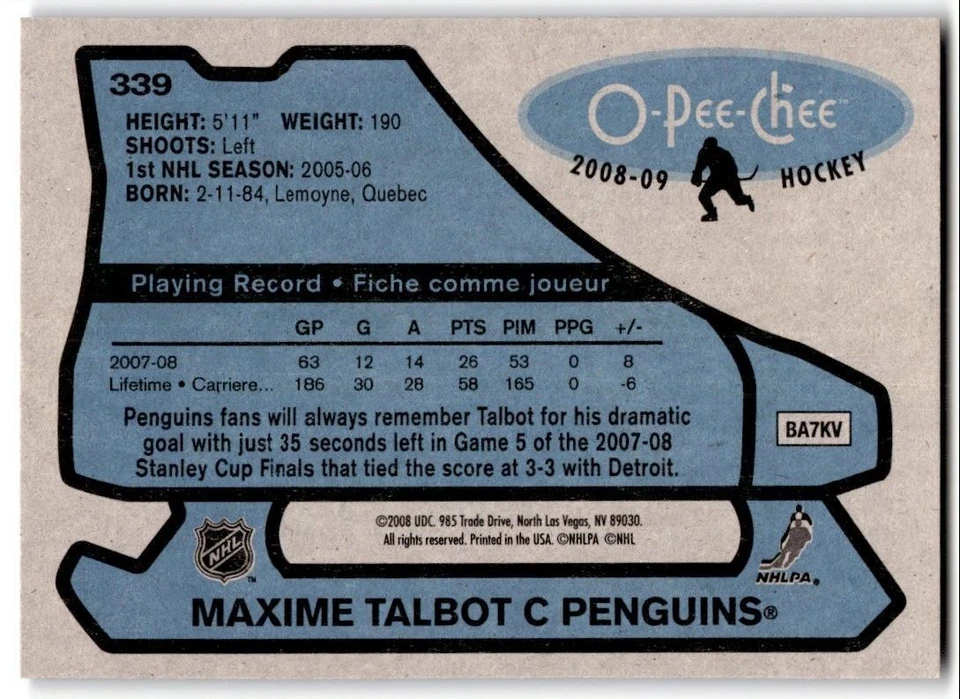 339
HEIGHT: 5'11" WEIGHT: 190
SHOOTS: Left
1st NHL SEASON: 2005-06
BORN: 2-11-84, Lemoyne, Quebec
O-Pee-Chee™
2008-09 HOCKEY
Playing Record • Fiche comme joueur
GP G A PTS PIM PPG +/-
2007-08 63 12 14 26 53 0 8
Lifetime • Carriere... 186 30 28 58 165 0 -6
Penguins fans will always remember Talbot for his dramatic
goal with just 35 seconds left in Game 5 of the 2007-08
Stanley Cup Finals that tied the score at 3-3 with Detroit.
BA7KV
©2008 UDC. 985 Trade Drive, North Las Vegas, NV 89030.
All rights reserved. Printed in the USA. ©NHLPA ©NHL
NHL™
NHLPA®
MAXIME TALBOT C PENGUINS®